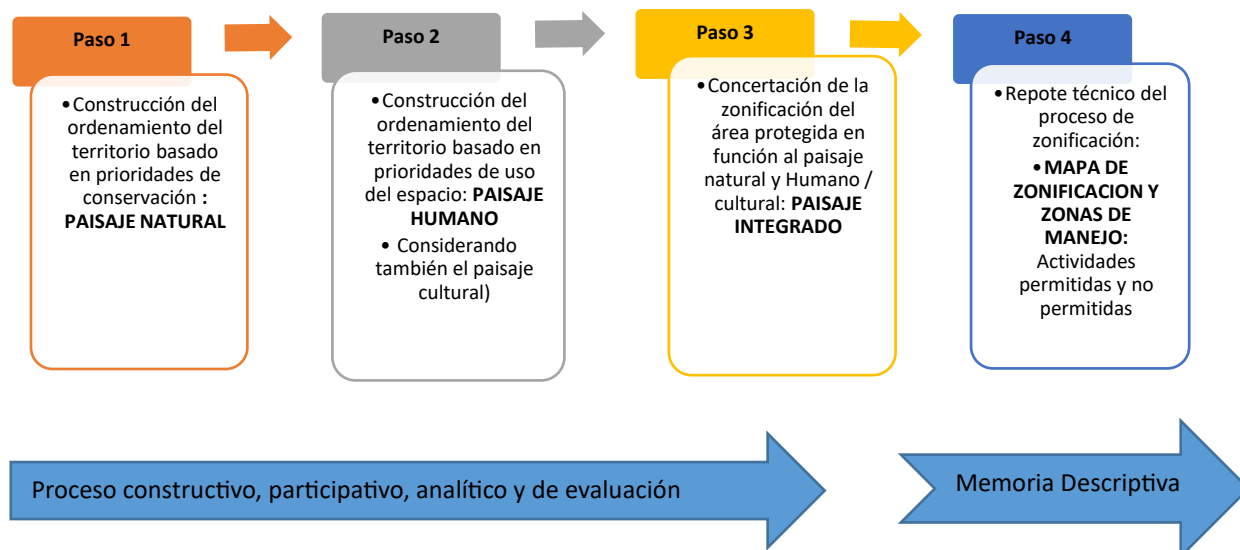 Paso 1
•Construcción del
ordenamiento del
territorio basado
en prioridades de
conservación :
PAISAJE NATURAL
Paso 2
•Construcción del
ordenamiento del
territorio basado en
prioridades de uso
del espacio: PAISAJE
HUMANO
• Considerando
también el paisaje
cultural)
Paso 3
•Concertación de la
zonificación del
área protegida en
función al paisaje
natural y Humano /
cultural: PAISAJE
INTEGRADO
Paso 4
•Repote técnico del
proceso de
zonificación:
•MAPA DE
ZONIFICACION Y
ZONAS DE
MANEJO:
Actividades
permitidas y no
permitidas
Proceso constructivo, participativo, analítico y de evaluación
Memoria Descriptiva